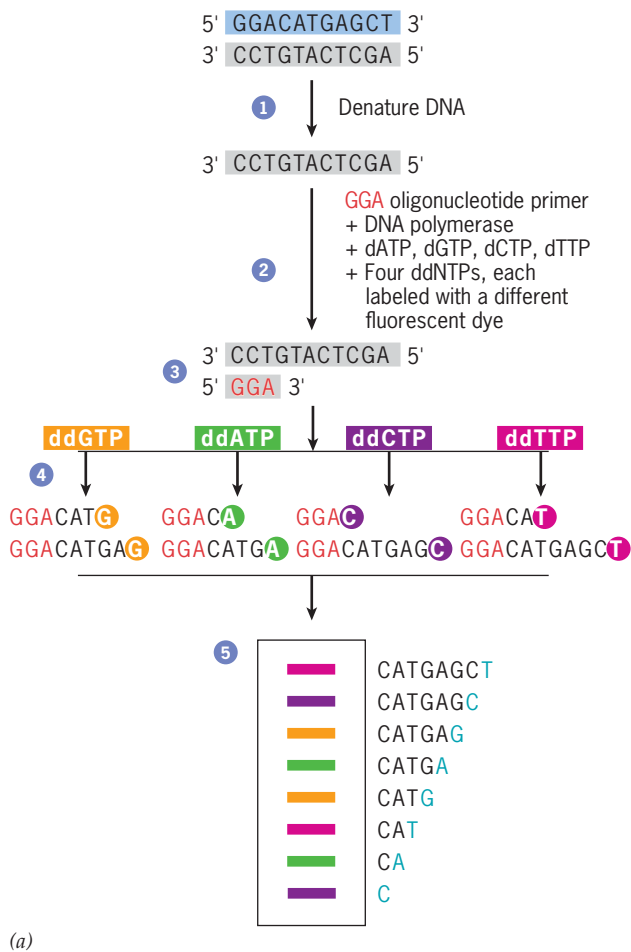 5' GGACATGAGCT 3'
3' CCTGTACTCGA 5'
1 Denature DNA
3' CCTGTACTCGA 5'
GGA oligonucleotide primer
+ DNA polymerase
+ dATP, dGTP, dCTP, dTTP
2 + Four ddNTPs, each
labeled with a different
fluorescent dye
3' CCTGTACTCGA 5'
3
5' GGA 3'
ddGTP ddATP ddCTP ddTTP
4
GGACATG GGACA GGAC GGACAT
GGACATGAG GGACATGA GGACATGAGC GGACATGAGCT
5
CATGAGCT
CATGAGC
CATGAG
CATGA
CATG
CAT
CA
C
(a)